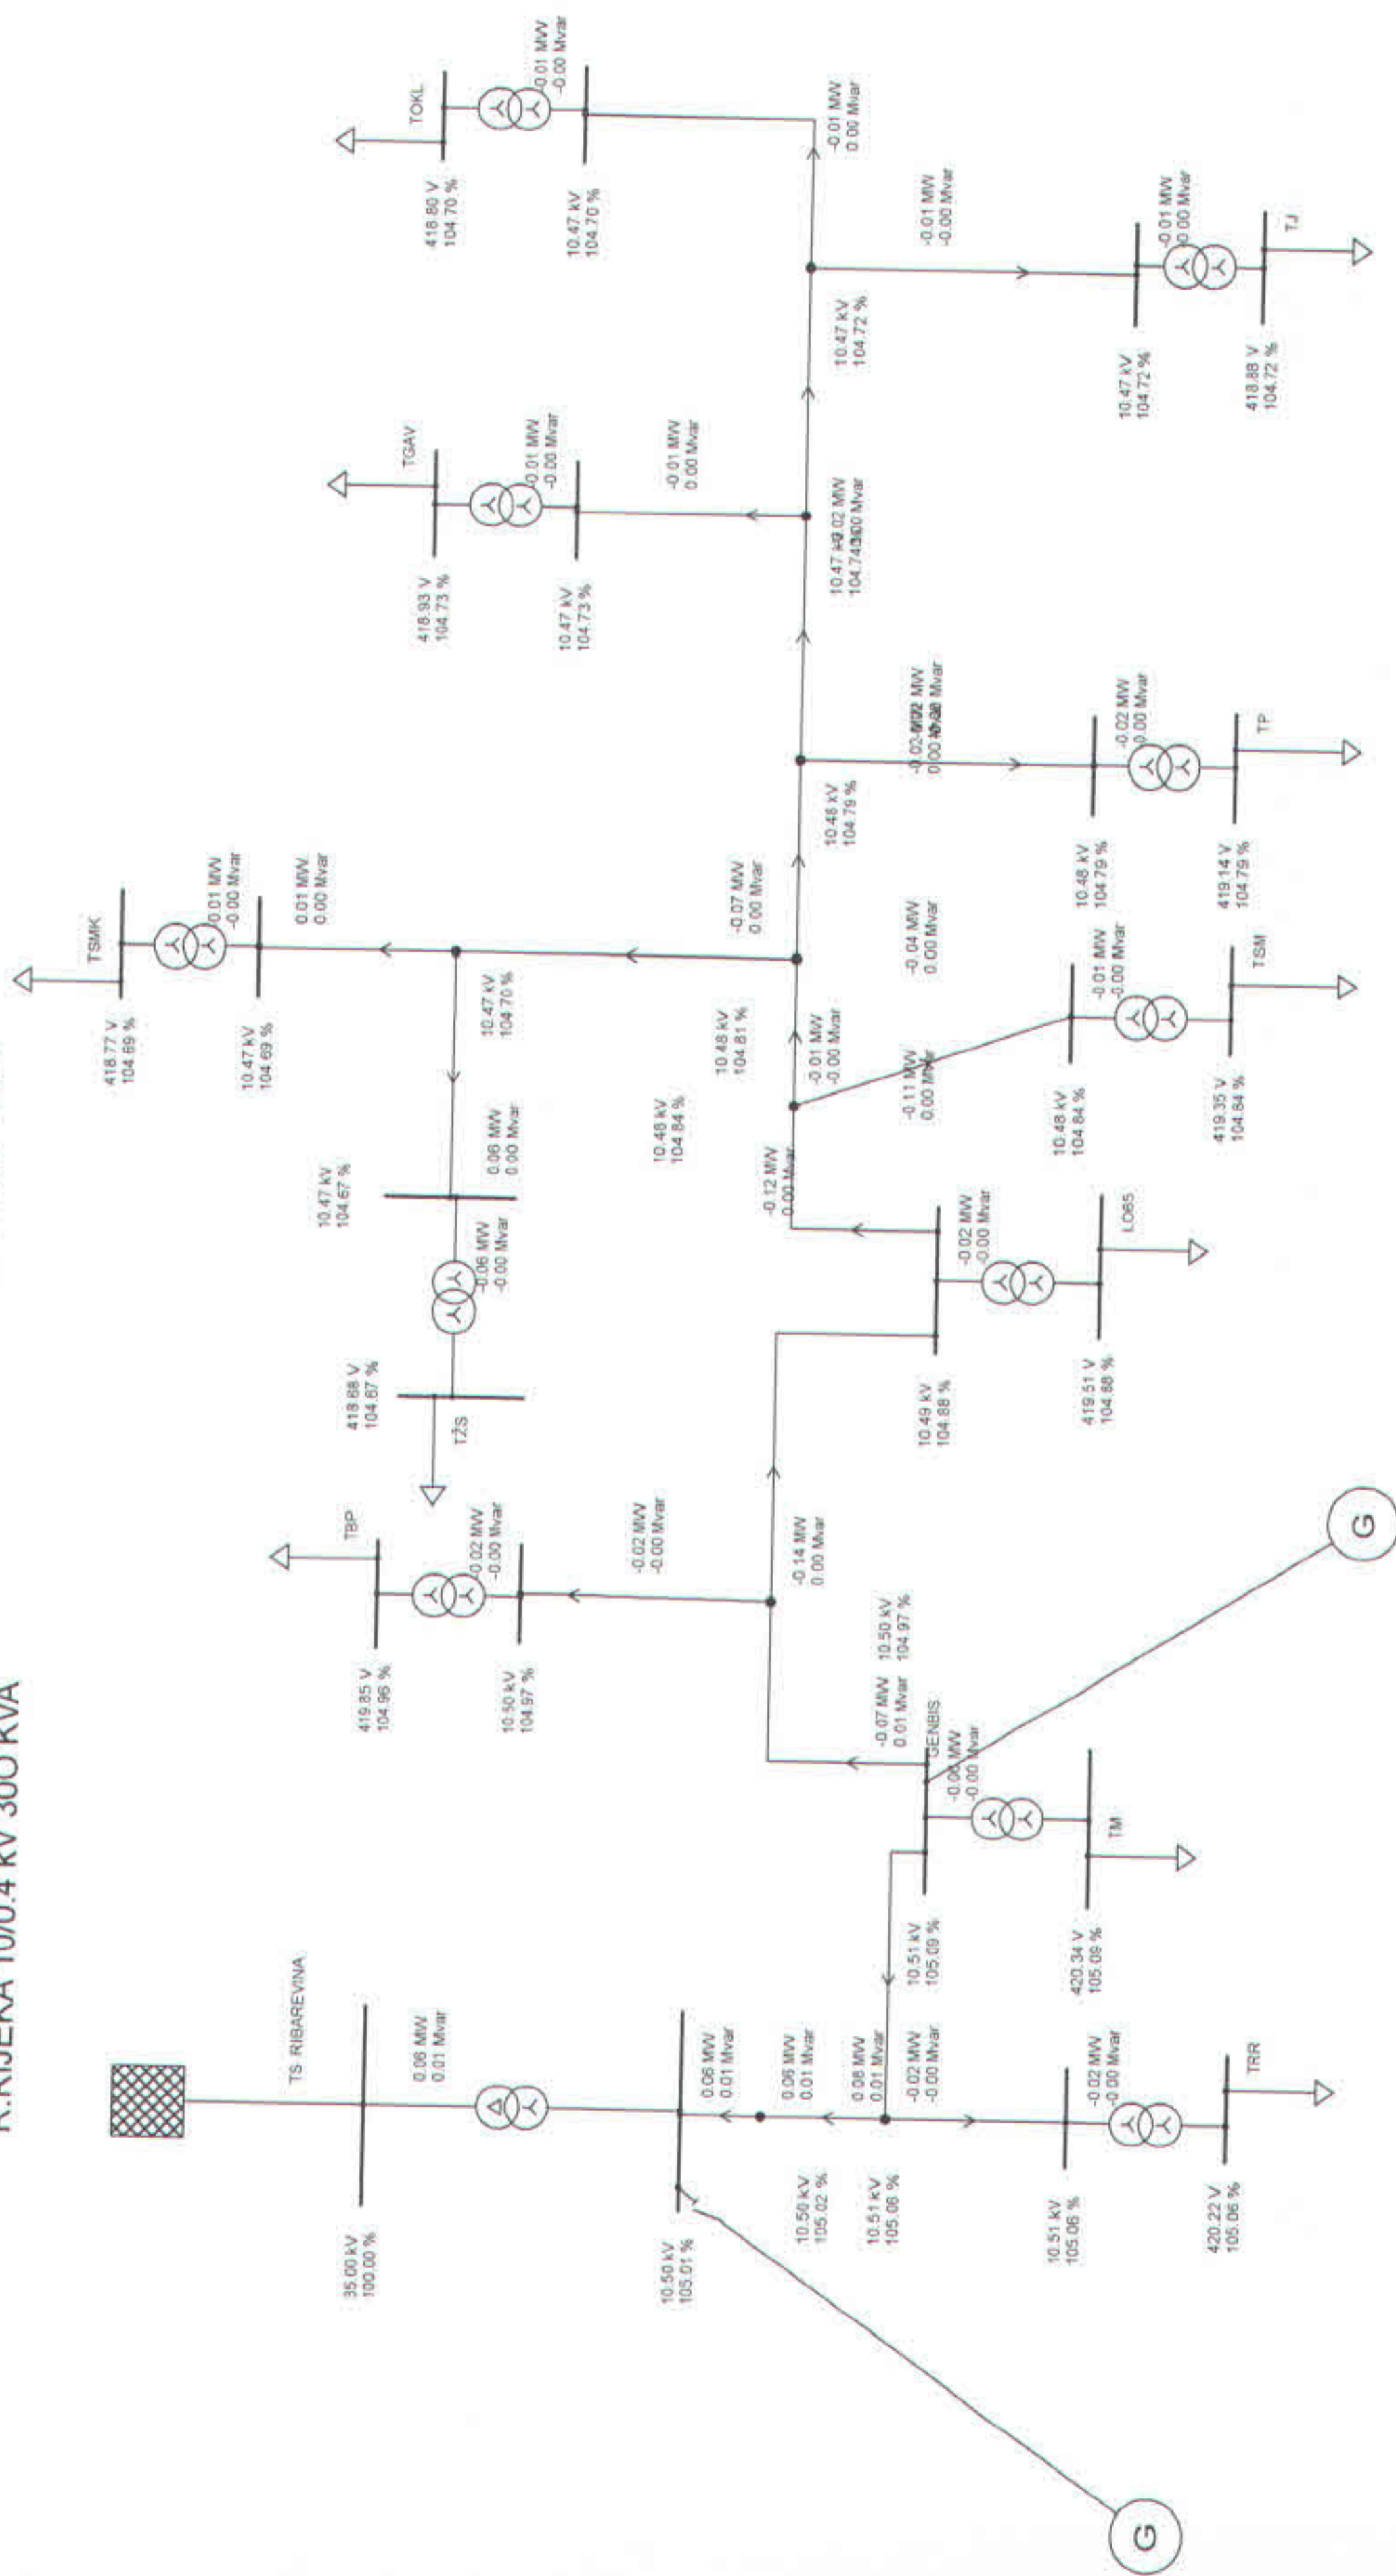 R.RIJEKA 10/0.4 kV 300 KVA
TS RIBAREVINA
35.00 kV
100.00 %
0.06 MW
0.01 Mvar
10.50 kV
105.01 %
0.06 MW
0.01 Mvar
0.06 MW
0.01 Mvar
10.50 kV
105.02 %
0.08 MW
0.01 Mvar
10.51 kV
105.06 %
-0.02 MW
-0.00 Mvar
10.51 kV
105.06 %
-0.02 MW
-0.00 Mvar
420.22 V
105.06 %
TRR
G
GENBIS
10.51 kV
105.09 %
-0.06 MW
-0.00 Mvar
420.34 V
105.09 %
TM
-0.07 MW
0.01 Mvar
10.50 kV
104.97 %
G
TBP
419.85 V
104.96 %
-0.02 MW
-0.00 Mvar
10.50 kV
104.97 %
-0.02 MW
-0.00 Mvar
-0.14 MW
0.00 Mvar
10.49 kV
104.88 %
-0.02 MW
-0.00 Mvar
419.51 V
104.88 %
LO65
TŽS
418.68 V
104.67 %
-0.06 MW
-0.00 Mvar
10.47 kV
104.67 %
0.06 MW
0.00 Mvar
-0.12 MW
0.00 Mvar
10.48 kV
104.84 %
-0.01 MW
-0.00 Mvar
-0.11 MW
0.00 Mvar
10.48 kV
104.84 %
-0.01 MW
-0.00 Mvar
419.35 V
104.84 %
TSM
TSMK
418.77 V
104.69 %
0.01 MW
-0.00 Mvar
10.47 kV
104.69 %
0.01 MW
0.00 Mvar
10.47 kV
104.70 %
10.48 kV
104.81 %
-0.07 MW
0.00 Mvar
-0.04 MW
0.00 Mvar
10.48 kV
104.79 %
10.48 kV
104.79 %
-0.02 MW
0.00 Mvar
419.14 V
104.79 %
TP
TGAV
418.93 V
104.73 %
-0.01 MW
-0.00 Mvar
10.47 kV
104.73 %
-0.01 MW
0.00 Mvar
10.47 kV
104.72 %
-0.01 MW
-0.00 Mvar
10.47 kV
104.72 %
-0.01 MW
0.00 Mvar
418.88 V
104.72 %
TJ
TOKL
418.80 V
104.70 %
-0.01 MW
-0.00 Mvar
10.47 kV
104.70 %
-0.01 MW
0.00 Mvar